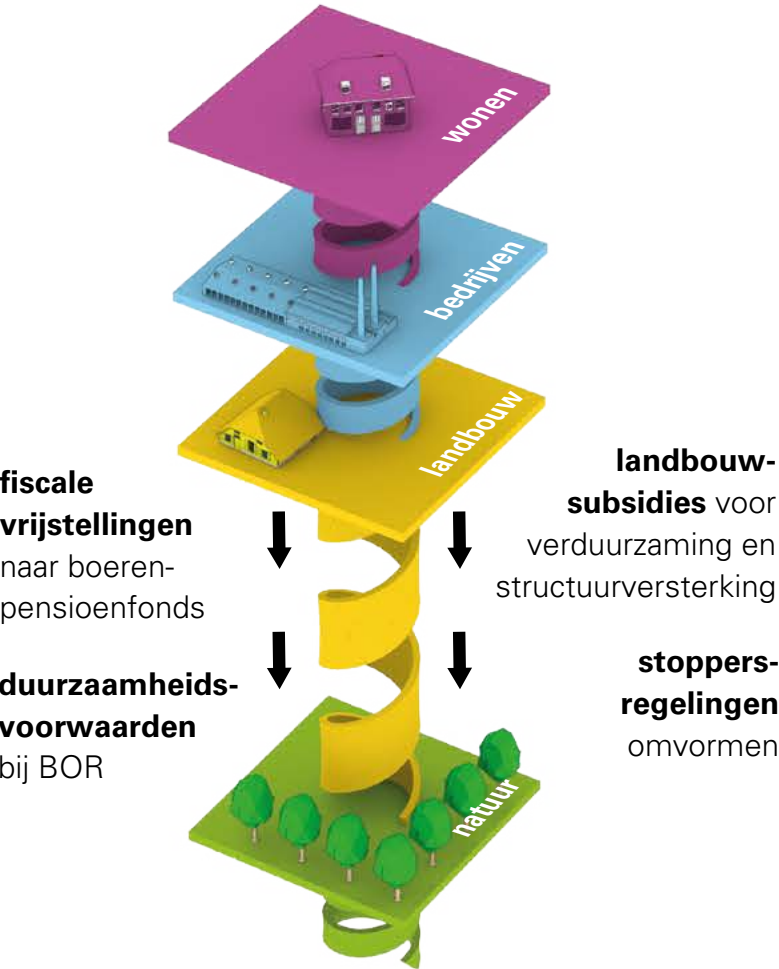 wonen
bedrijven
landbouw
fiscale
vrijstellingen
naar boeren-
pensioenfonds
duurzaamheids-
voorwaarden
bij BOR
landbouw-
subsidies voor
verduurzaming en
structuurversterking
stoppers-
regelingen
omvormen
natuur